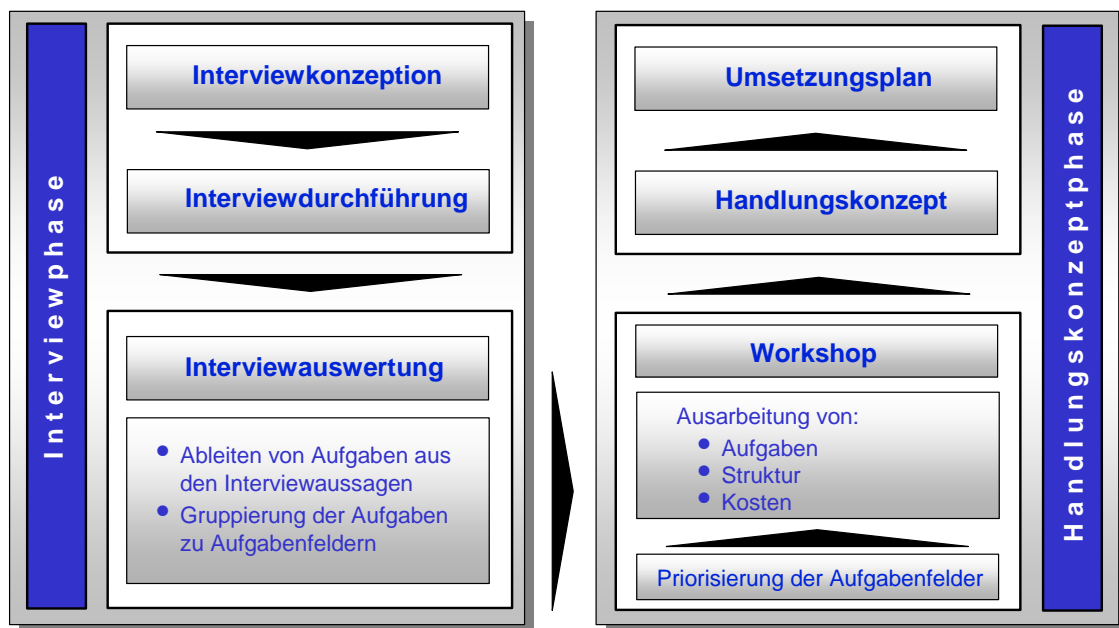 Interviewphase
Interviewkonzeption
Interviewdurchführung
Interviewauswertung
• Ableiten von Aufgaben aus
den Interviewaussagen
• Gruppierung der Aufgaben
zu Aufgabenfeldern
Umsetzungsplan
Handlungskonzept
Workshop
Ausarbeitung von:
• Aufgaben
• Struktur
• Kosten
Priorisierung der Aufgabenfelder
Handlungskonzeptphase